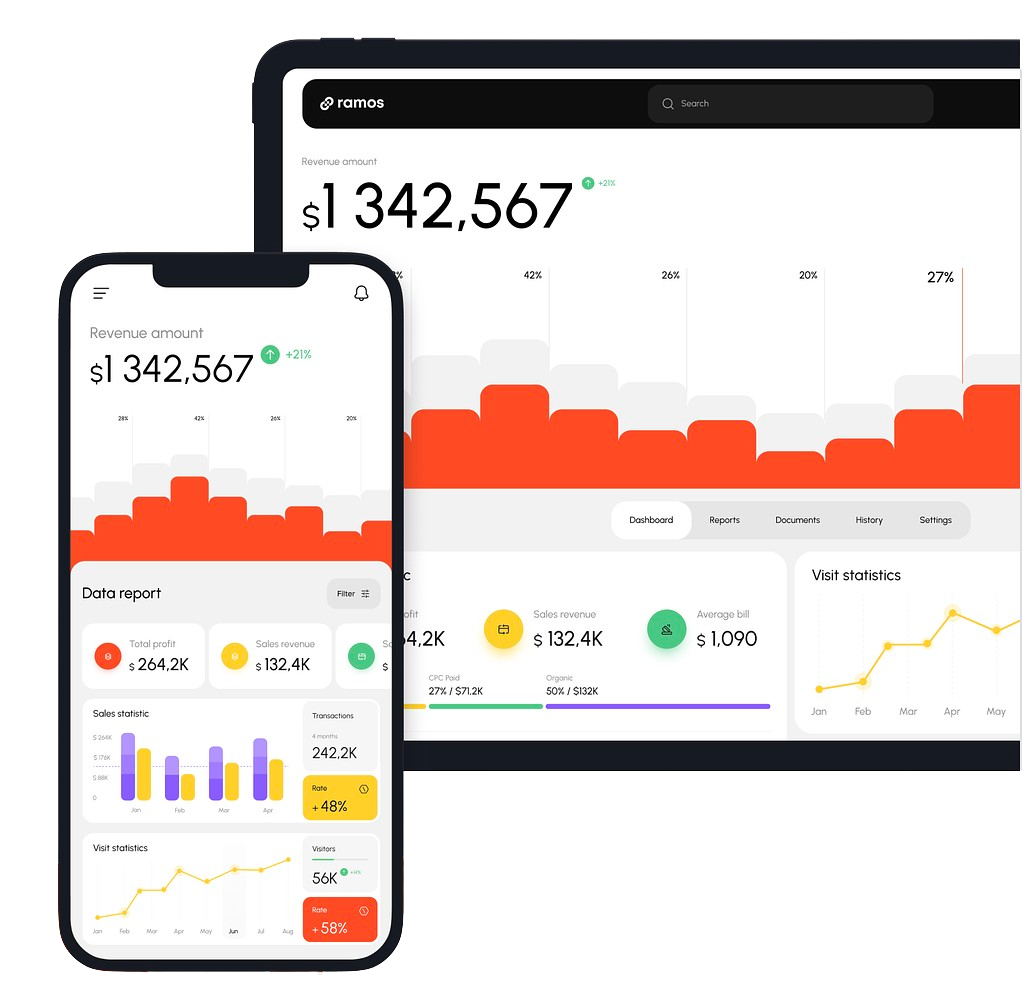 ramos
Search
Revenue amount
$1 342,567
+21%
42%
26%
20%
27%
Dashboard
Reports
Documents
History
Settings
Sales revenue
$ 132,4K
Average bill
$ 1,090
CPC Paid
27% / $71.2K
Organic
50% / $132K
Visit statistics
Jan
Feb
Mar
Apr
May
Revenue amount
$1 342,567
+21%
28%
42%
26%
20%
Data report
Filter
Total profit
$ 264,2K
Sales revenue
$ 132,4K
$
Sales statistic
$ 264K
$ 176K
$ 88K
0
Jan
Feb
Mar
Apr
Transactions
4 months
242,2K
Rate
+ 48%
Visit statistics
Jan
Feb
Mar
Apr
May
Jun
Jul
Aug
Visitors
56K
Rate
+ 58%